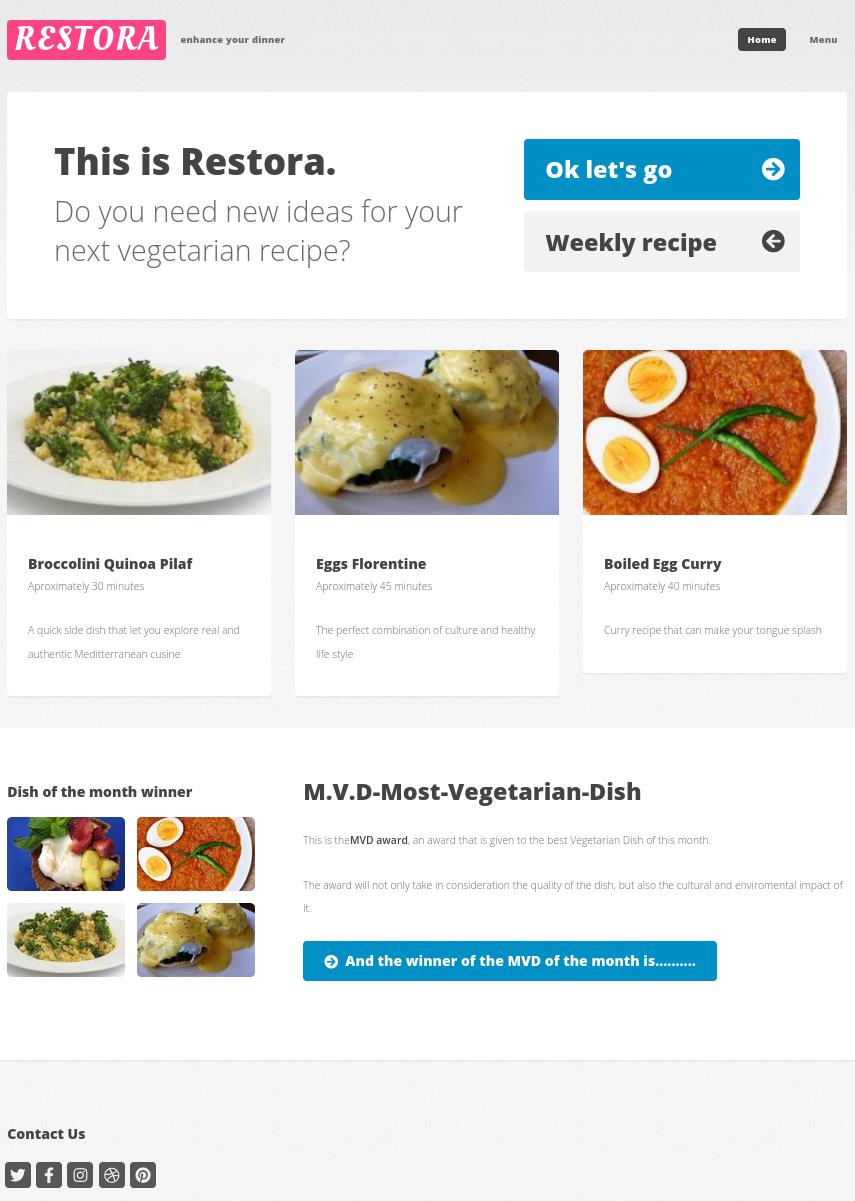 RESTORA
enhance your dinner
Home
Menu
This is Restora.
Do you need new ideas for your
next vegetarian recipe?
Ok let's go
Weekly recipe
Broccolini Quinoa Pilaf
Aproximately 30 minutes
A quick side dish that let you explore real and
authentic Meditterranean cusine
Eggs Florentine
Aproximately 45 minutes
The perfect combination of culture and healthy
life style
Boiled Egg Curry
Aproximately 40 minutes
Curry recipe that can make your tongue splash
Dish of the month winner
M.V.D-Most-Vegetarian-Dish
This is theMVD award, an award that is given to the best Vegetarian Dish of this month.
The award will not only take in consideration the quality of the dish, but also the cultural and enviromental impact of
it.
And the winner of the MVD of the month is..........
Contact Us